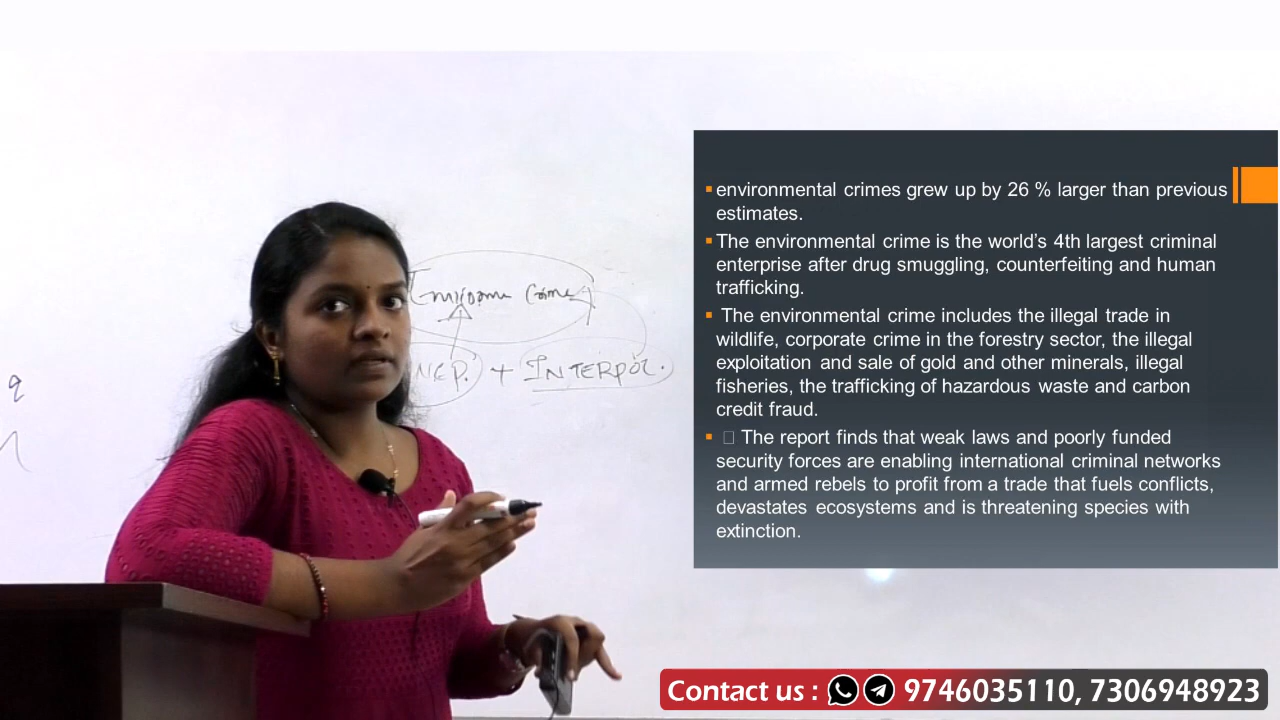 Crime
+ INTERPOL.
environmental crimes grew up by 26 % larger than previous
estimates.
The environmental crime is the world's 4th largest criminal
enterprise after drug smuggling, counterfeiting and human
trafficking.
The environmental crime includes the illegal trade in
wildlife, corporate crime in the forestry sector, the illegal
exploitation and sale of gold and other minerals, illegal
fisheries, the trafficking of hazardous waste and carbon
credit fraud.
The report finds that weak laws and poorly funded
security forces are enabling international criminal networks
and armed rebels to profit from a trade that fuels conflicts,
devastates ecosystems and is threatening species with
extinction.
Contact us : 9746035110, 7306948923